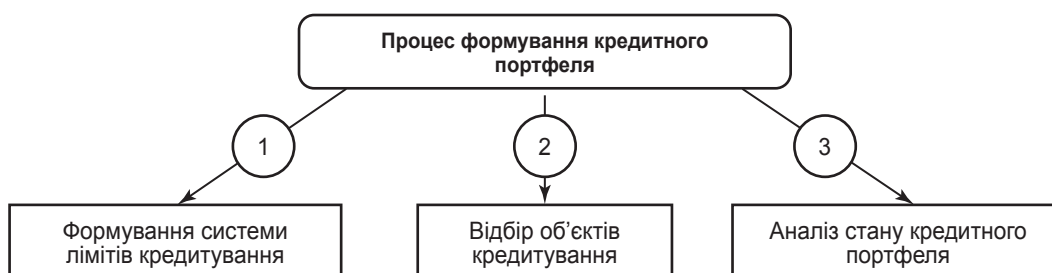 Процес формування кредитного
портфеля
1
2
3
Формування системи
лімітів кредитування
Відбір об’єктів
кредитування
Аналіз стану кредитного
портфеля